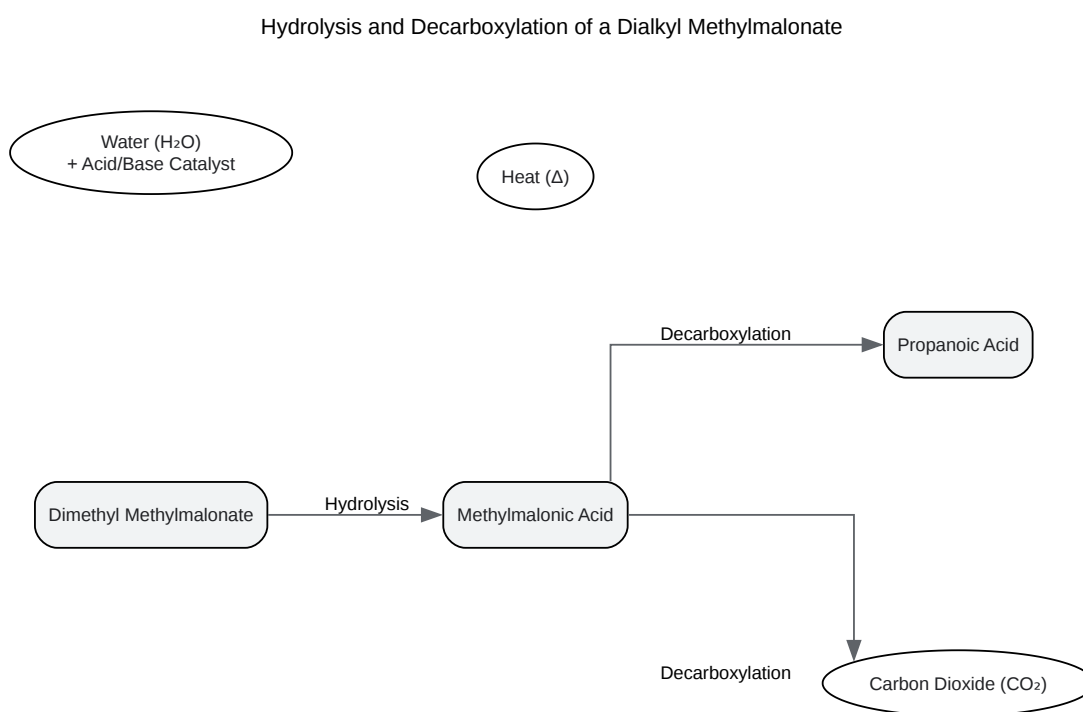 Hydrolysis and Decarboxylation of a Dialkyl Methylmalonate
Water (H₂O)
+ Acid/Base Catalyst
Heat (Δ)
Decarboxylation
Propanoic Acid
Dimethyl Methylmalonate
Hydrolysis
Methylmalonic Acid
Decarboxylation
Carbon Dioxide (CO₂)